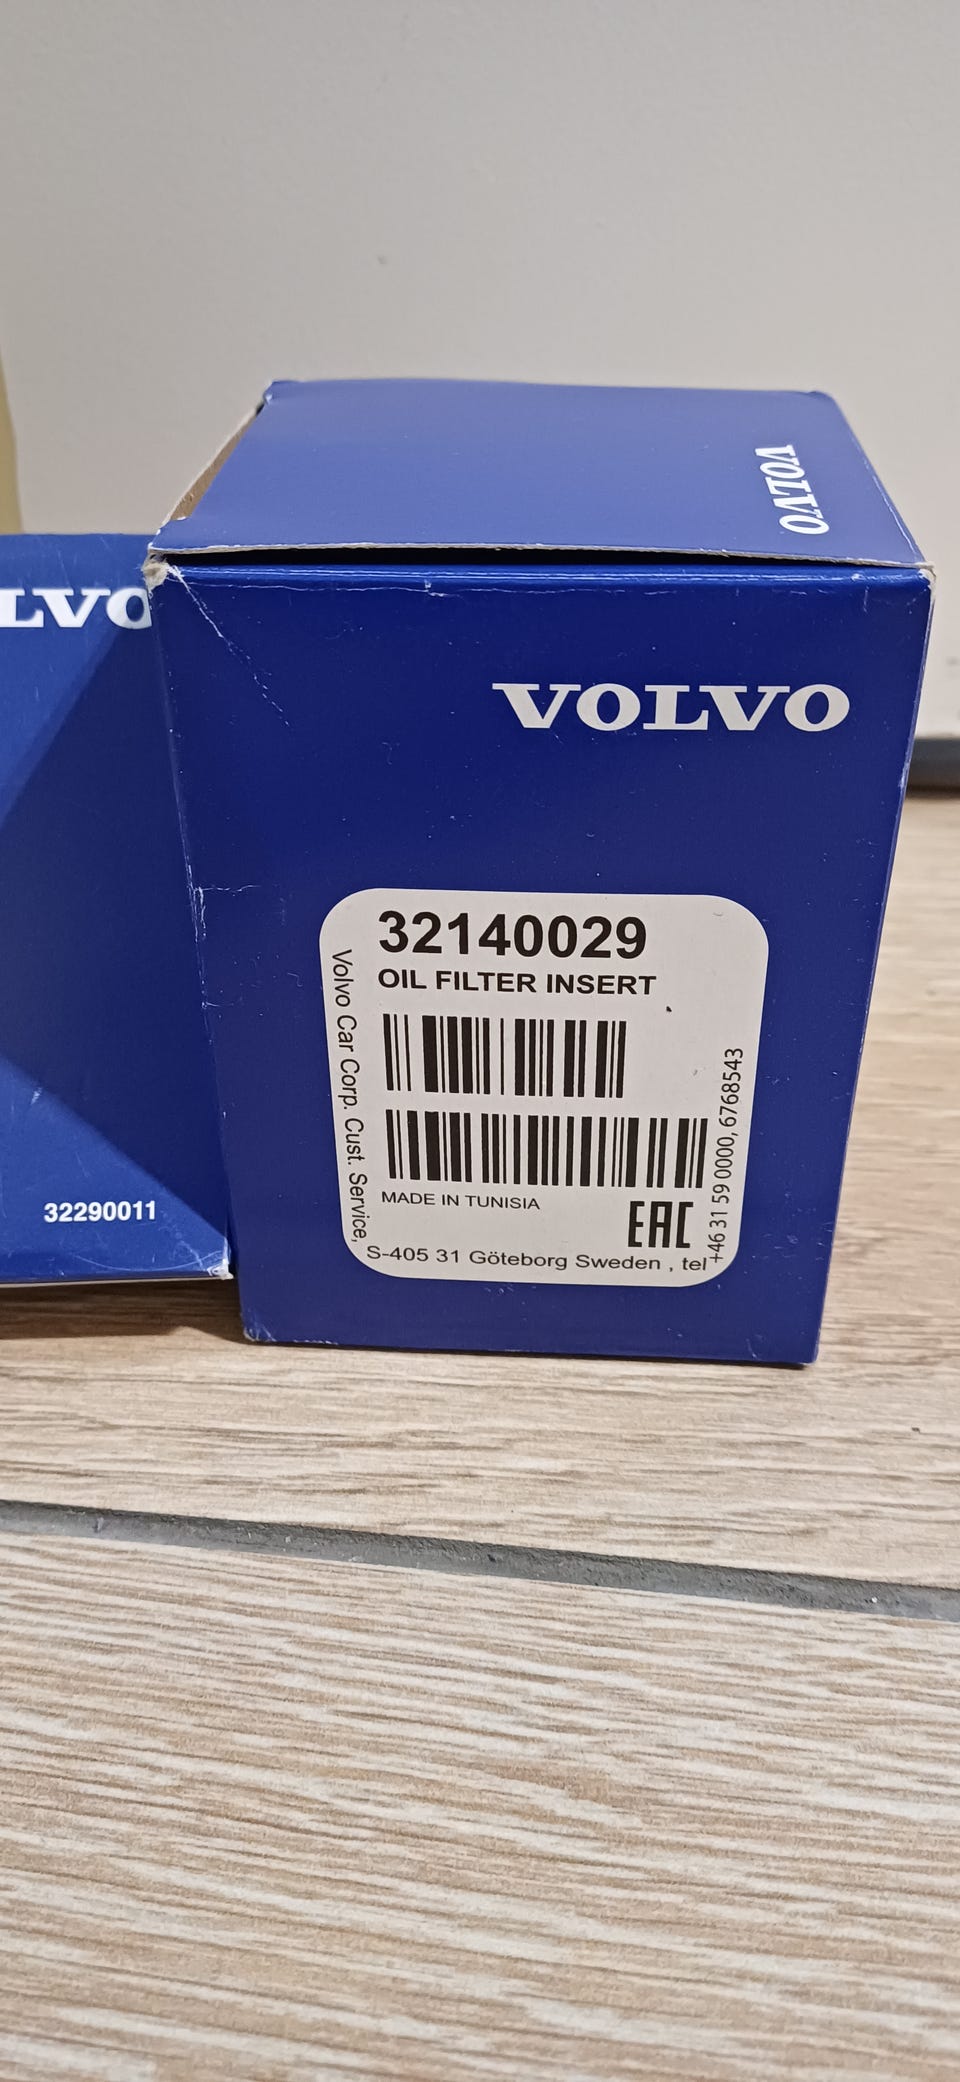 VOLVO
VOLVO
LVO
32140029
OIL FILTER INSERT
MADE IN TUNISIA
EAC
Volvo Car Corp. Cust. Service,
S-405 31 Göteborg Sweden , tel
+46 31 59 0000, 6768543
32290011